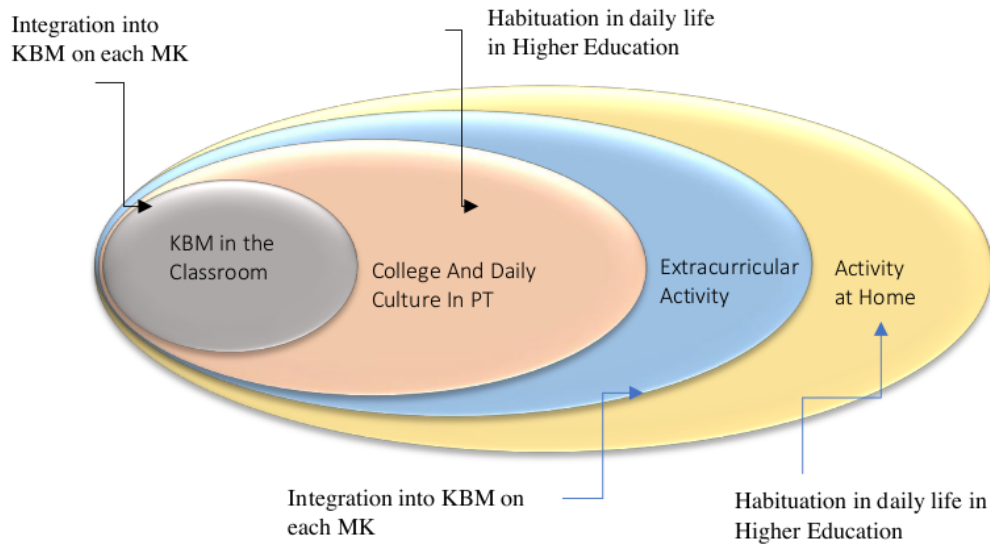 Integration into
KBM on each MK
Habituation in daily life
in Higher Education
KBM in the
Classroom
College And Daily
Culture In PT
Extracurricular
Activity
Activity
at Home
Integration into KBM on
each MK
Habituation in daily life in
Higher Education